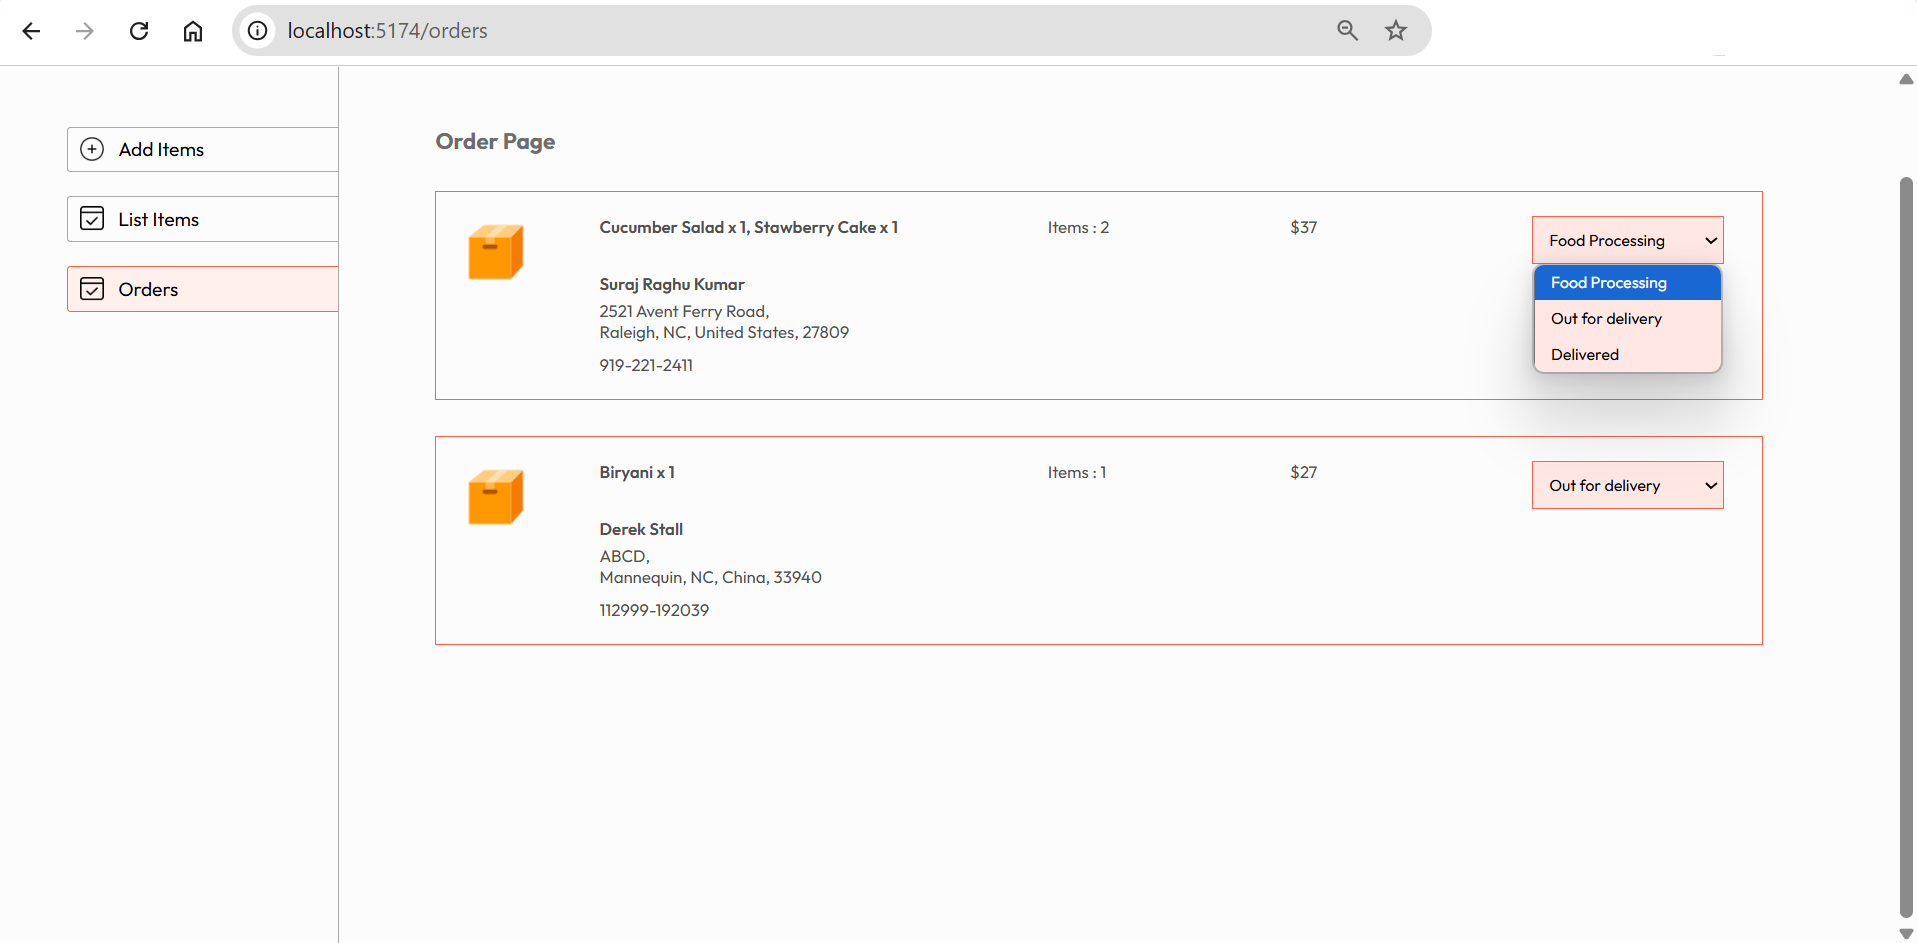 localhost:5174/orders
Add Items
List Items
Orders
Order Page
Cucumber Salad x 1, Stawberry Cake x 1
Items : 2
$37
Food Processing
Food Processing
Out for delivery
Delivered
Suraj Raghu Kumar
2521 Avent Ferry Road,
Raleigh, NC, United States, 27809
919-221-2411
Biryani x 1
Items : 1
$27
Out for delivery
Derek Stall
ABCD,
Mannequin, NC, China, 33940
112999-192039